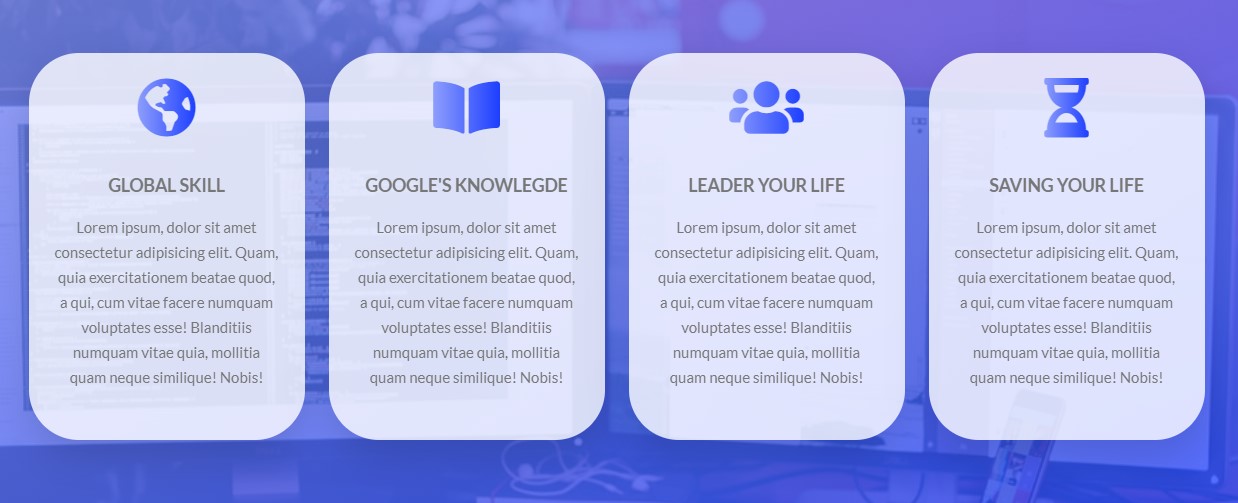 GLOBAL SKILL
Lorem ipsum, dolor sit amet
consectetur adipisicing elit. Quam,
quia exercitationem beatae quod,
a qui, cum vitae facere numquam
voluptates esse! Blanditiis
numquam vitae quia, mollitia
quam neque similique! Nobis!
GOOGLE'S KNOWLEGDE
Lorem ipsum, dolor sit amet
consectetur adipisicing elit. Quam,
quia exercitationem beatae quod,
a qui, cum vitae facere numquam
voluptates esse! Blanditiis
numquam vitae quia, mollitia
quam neque similique! Nobis!
LEADER YOUR LIFE
Lorem ipsum, dolor sit amet
consectetur adipisicing elit. Quam,
quia exercitationem beatae quod,
a qui, cum vitae facere numquam
voluptates esse! Blanditiis
numquam vitae quia, mollitia
quam neque similique! Nobis!
SAVING YOUR LIFE
Lorem ipsum, dolor sit amet
consectetur adipisicing elit. Quam,
quia exercitationem beatae quod,
a qui, cum vitae facere numquam
voluptates esse! Blanditiis
numquam vitae quia, mollitia
quam neque similique! Nobis!